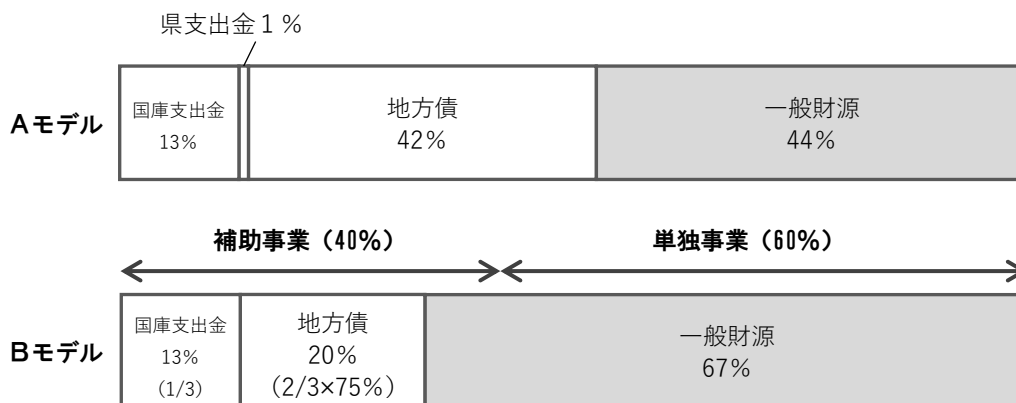 県支出金１％
Ａモデル
国庫支出金
13%
地方債
42%
一般財源
44%
補助事業（40%）
単独事業（60%）
Ｂモデル
国庫支出金
13%
(1/3)
地方債
20%
(2/3×75%)
一般財源
67%